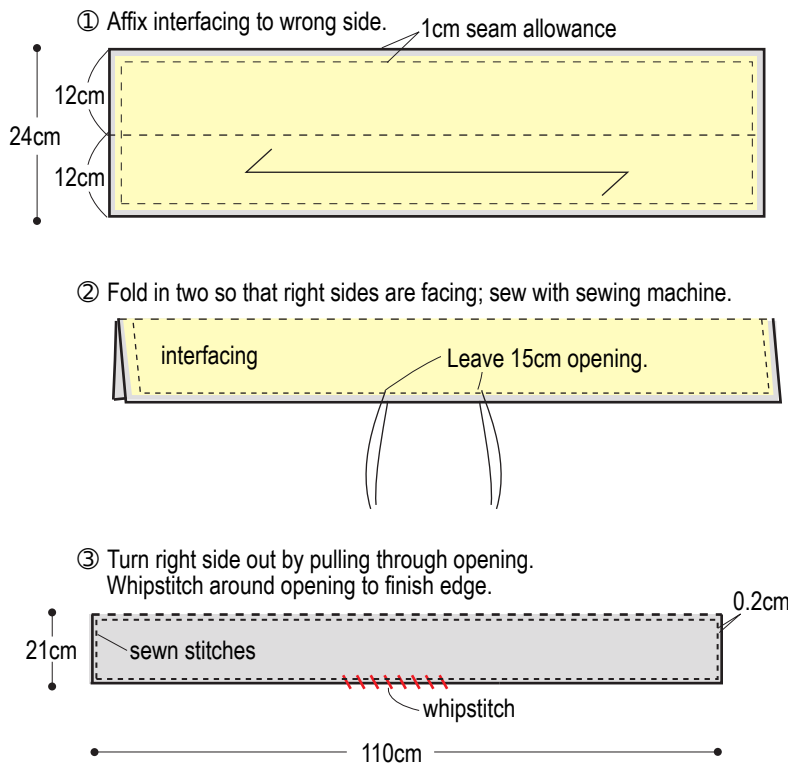 ① Affix interfacing to wrong side.
1cm seam allowance
12cm
24cm
12cm
② Fold in two so that right sides are facing; sew with sewing machine.
interfacing
Leave 15cm opening.
③ Turn right side out by pulling through opening.
Whipstitch around opening to finish edge.
0.2cm
21cm
sewn stitches
whipstitch
110cm